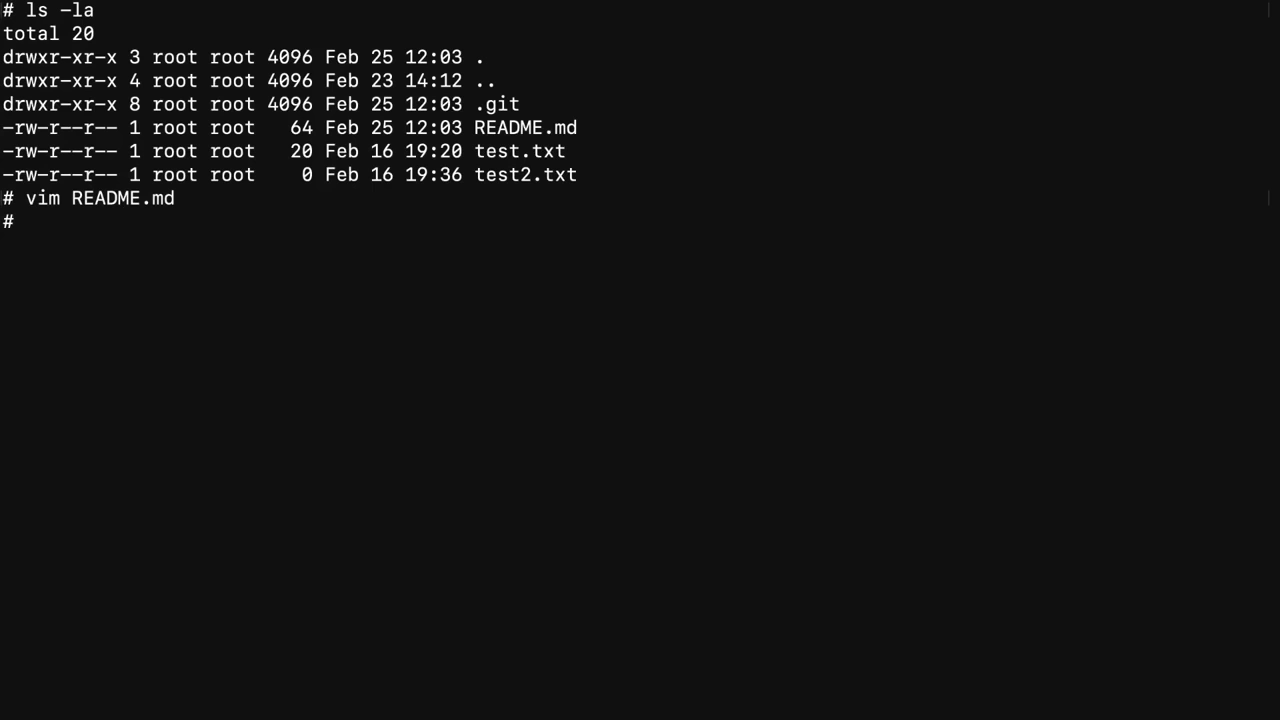 # ls -la
total 20
drwxr-xr-x 3 root root 4096 Feb 25 12:03 .
drwxr-xr-x 4 root root 4096 Feb 23 14:12 ..
drwxr-xr-x 8 root root 4096 Feb 25 12:03 .git
-rw-r--r-- 1 root root   64 Feb 25 12:03 README.md
-rw-r--r-- 1 root root   20 Feb 16 19:20 test.txt
-rw-r--r-- 1 root root    0 Feb 16 19:36 test2.txt
# vim README.md
#